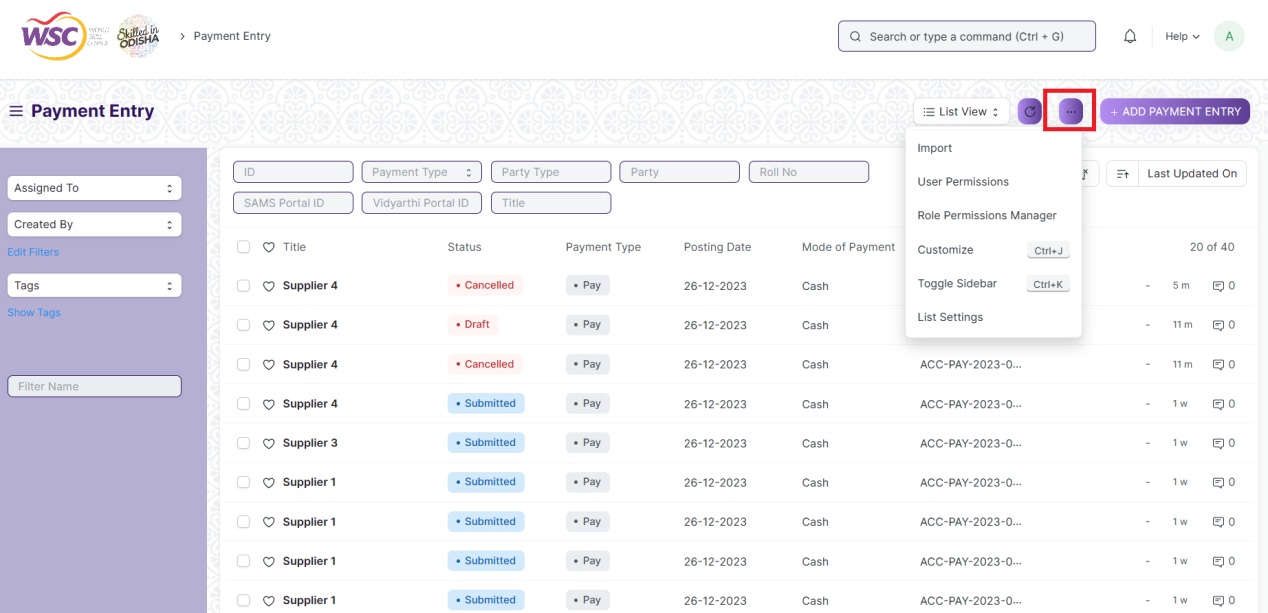 WSC WORLD SKILL CENTER Skilled in ODISHA > Payment Entry Search or type a command (Ctrl + G) Help A
Payment Entry List View ... + ADD PAYMENT ENTRY
Import
User Permissions
Role Permissions Manager
Customize Ctrl+J
Toggle Sidebar Ctrl+K
List Settings
Assigned To
Created By
Edit Filters
Tags
Show Tags
Filter Name
ID Payment Type Party Type Party Roll No Last Updated On
SAMS Portal ID Vidyarthi Portal ID Title
Title Status Payment Type Posting Date Mode of Payment 20 of 40
Supplier 4 • Cancelled • Pay 26-12-2023 Cash - 5 m 0
Supplier 4 • Draft • Pay 26-12-2023 Cash - 11 m 0
Supplier 4 • Cancelled • Pay 26-12-2023 Cash ACC-PAY-2023-0... - 11 m 0
Supplier 4 • Submitted • Pay 26-12-2023 Cash ACC-PAY-2023-0... - 1 w 0
Supplier 3 • Submitted • Pay 26-12-2023 Cash ACC-PAY-2023-0... - 1 w 0
Supplier 1 • Submitted • Pay 26-12-2023 Cash ACC-PAY-2023-0... - 1 w 0
Supplier 1 • Submitted • Pay 26-12-2023 Cash ACC-PAY-2023-0... - 1 w 0
Supplier 1 • Submitted • Pay 26-12-2023 Cash ACC-PAY-2023-0... - 1 w 0
Supplier 1 • Submitted • Pay 26-12-2023 Cash ACC-PAY-2023-0... - 1 w 0